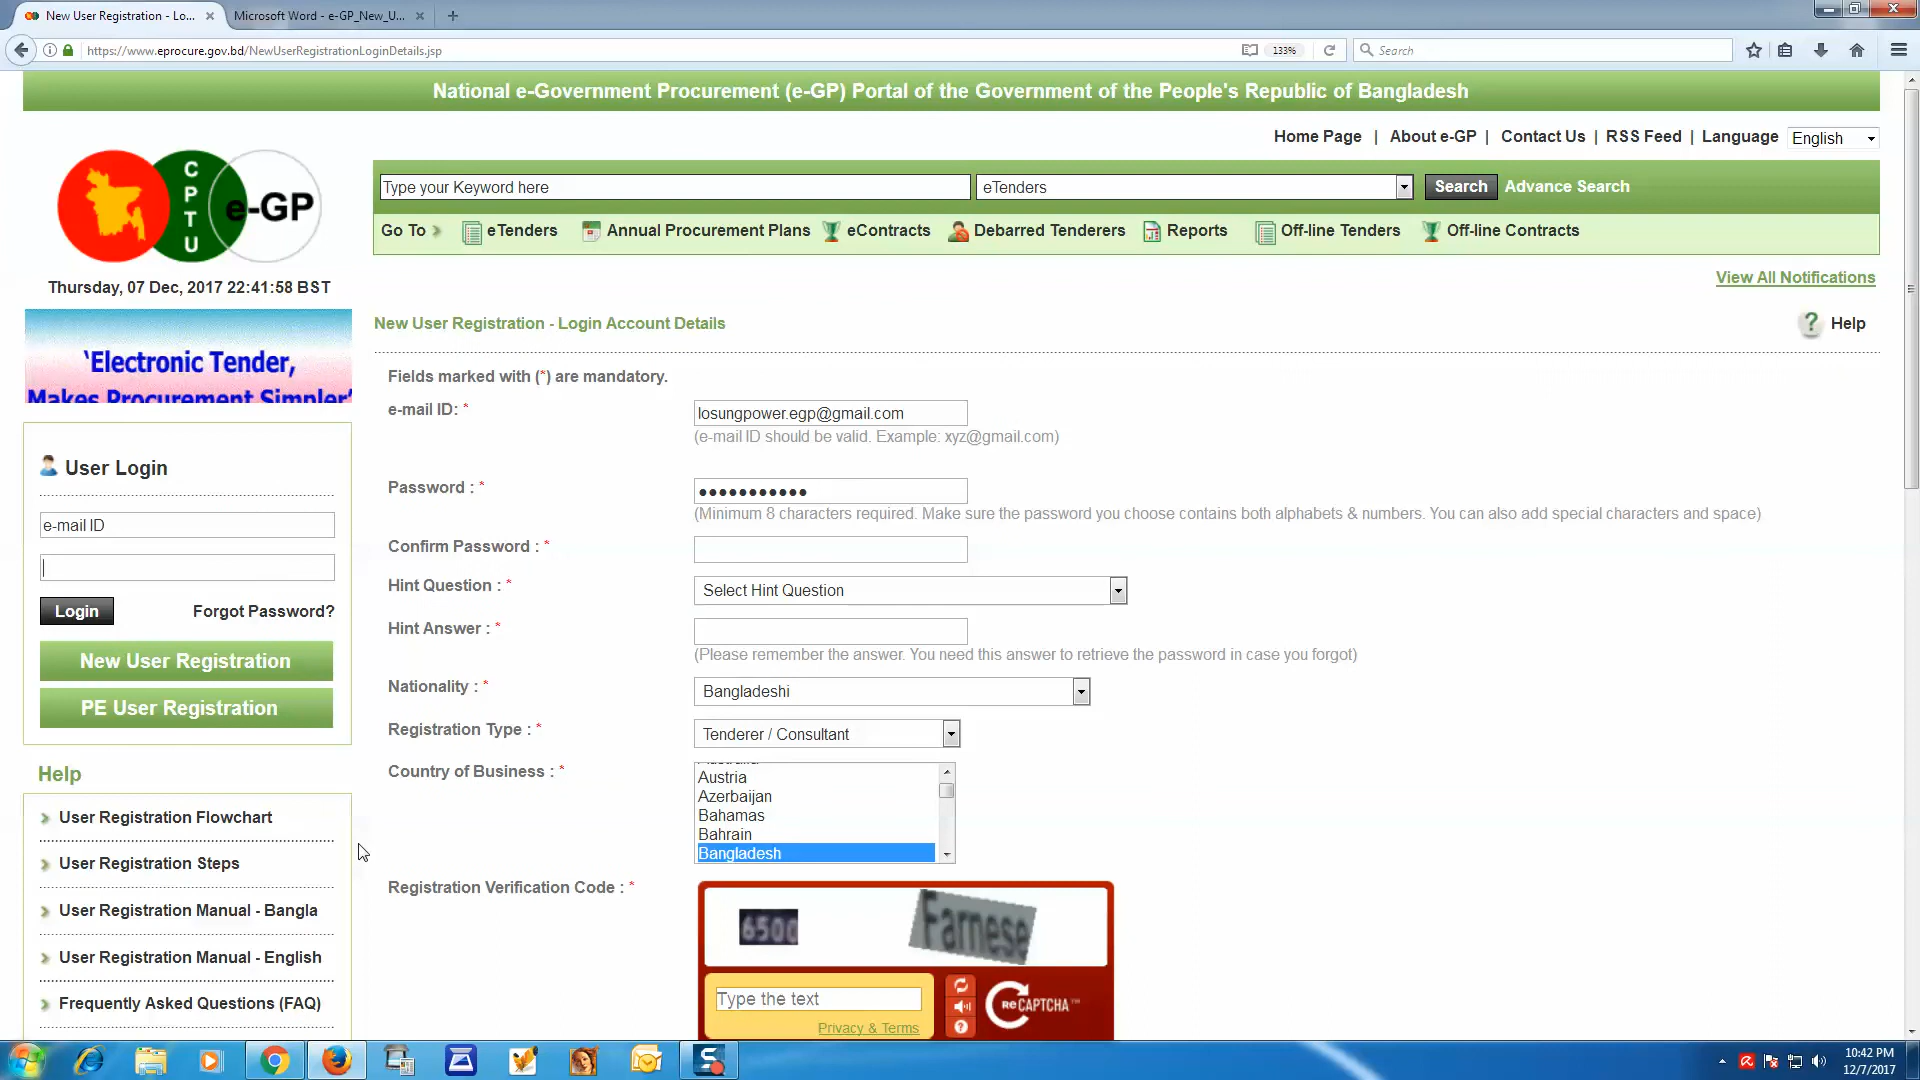 New User Registration - Lo...
Microsoft Word - e-GP_New_U...
https://www.eprocure.gov.bd/NewUserRegistrationLoginDetails.jsp
133%
Search
National e-Government Procurement (e-GP) Portal of the Government of the People's Republic of Bangladesh
Home Page | About e-GP | Contact Us | RSS Feed | Language English
CPTU
e-GP
Type your Keyword here
eTenders
Search
Advance Search
Go To
eTenders
Annual Procurement Plans
eContracts
Debarred Tenderers
Reports
Off-line Tenders
Off-line Contracts
Thursday, 07 Dec, 2017 22:41:58 BST
View All Notifications
'Electronic Tender,
Makes Procurement Simpler'
New User Registration - Login Account Details
Help
Fields marked with (*) are mandatory.
e-mail ID: *
losungpower.egp@gmail.com
(e-mail ID should be valid. Example: xyz@gmail.com)
Password : *
●●●●●●●●●●●
(Minimum 8 characters required. Make sure the password you choose contains both alphabets & numbers. You can also add special characters and space)
Confirm Password : *
Hint Question : *
Select Hint Question
Hint Answer : *
(Please remember the answer. You need this answer to retrieve the password in case you forgot)
Nationality : *
Bangladeshi
Registration Type : *
Tenderer / Consultant
Country of Business : *
Austria
Azerbaijan
Bahamas
Bahrain
Bangladesh
Registration Verification Code : *
6500
Farnese
Type the text
Privacy & Terms
reCAPTCHA™
User Login
e-mail ID
Login
Forgot Password?
New User Registration
PE User Registration
Help
User Registration Flowchart
User Registration Steps
User Registration Manual - Bangla
User Registration Manual - English
Frequently Asked Questions (FAQ)
10:42 PM
12/7/2017